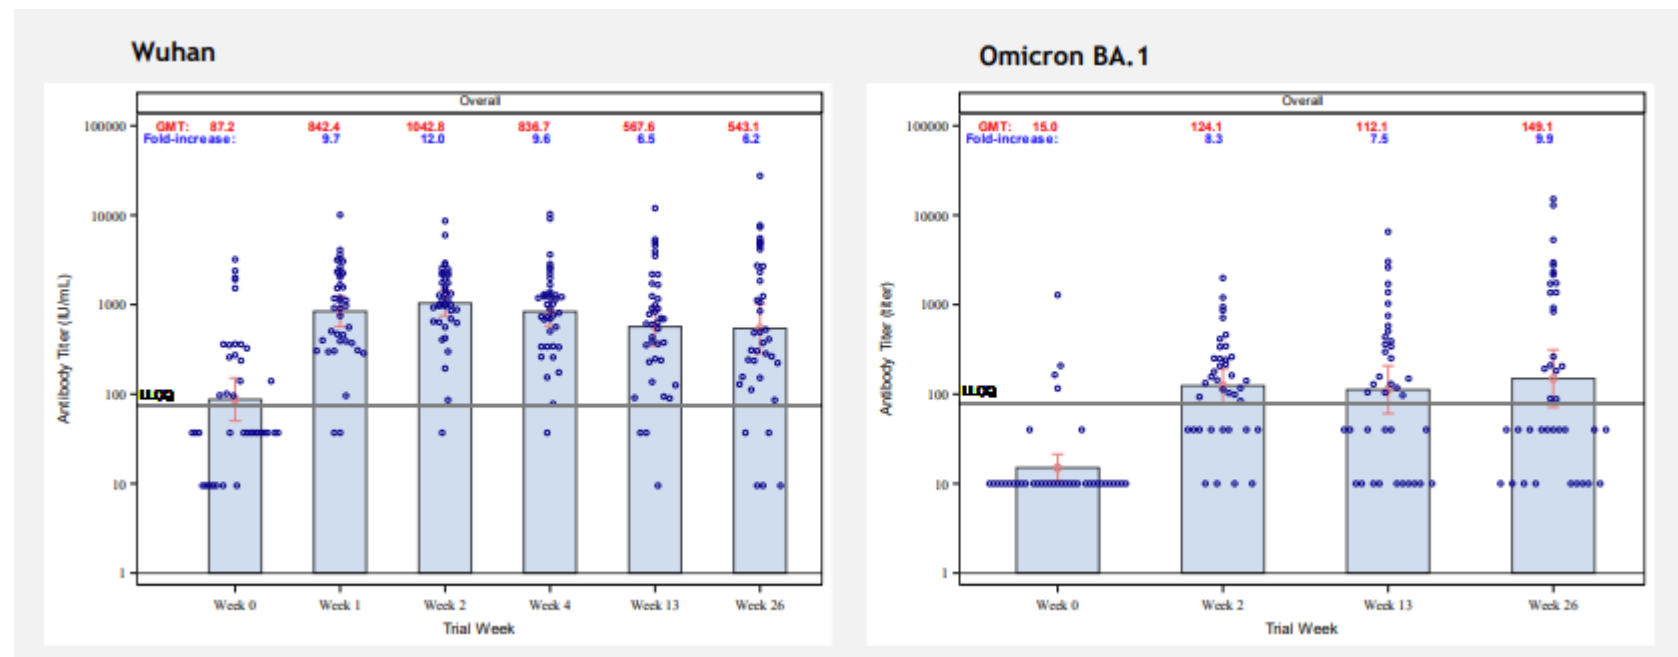 Wuhan
Overall
GMT: 87.2 842.4 1042.8 836.7 567.6 543.1
Fold-increase: 9.7 12.0 9.6 6.5 6.2
100000
10000
1000
100
10
1
Antibody Titer (IU/mL)
LLOQ
Week 0 Week 1 Week 2 Week 4 Week 13 Week 26
Trial Week
Omicron BA.1
Overall
GMT: 15.0 124.1 112.1 149.1
Fold-increase: 8.3 7.5 9.9
100000
10000
1000
100
10
1
Antibody Titer (titer)
LLOQ
Week 0 Week 2 Week 13 Week 26
Trial Week